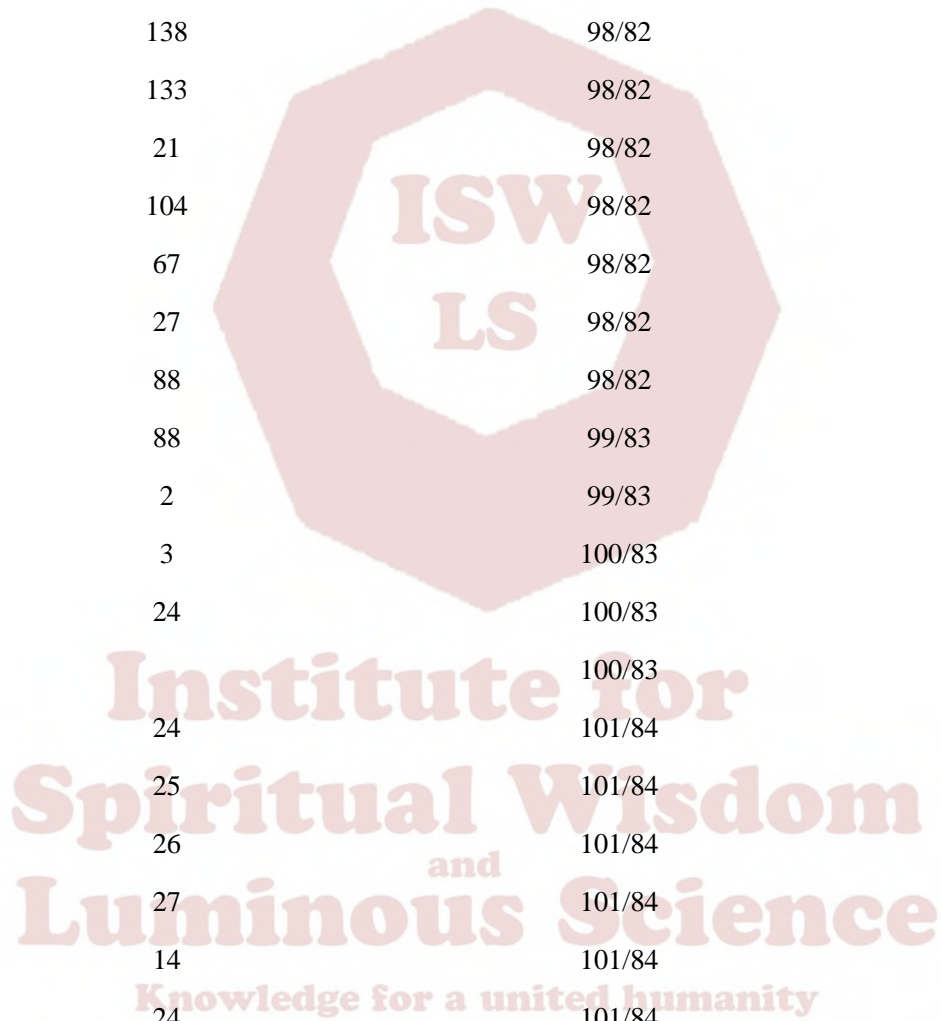 138 98/82
133 98/82
21 98/82
104 98/82
67 98/82
27 98/82
88 98/82
88 99/83
2 99/83
3 100/83
24 100/83
100/83
24 101/84
25 101/84
26 101/84
27 101/84
14 101/84
24 101/84
ISW
LS
Institute for
Spiritual Wisdom
and
Luminous Science
Knowledge for a united humanity